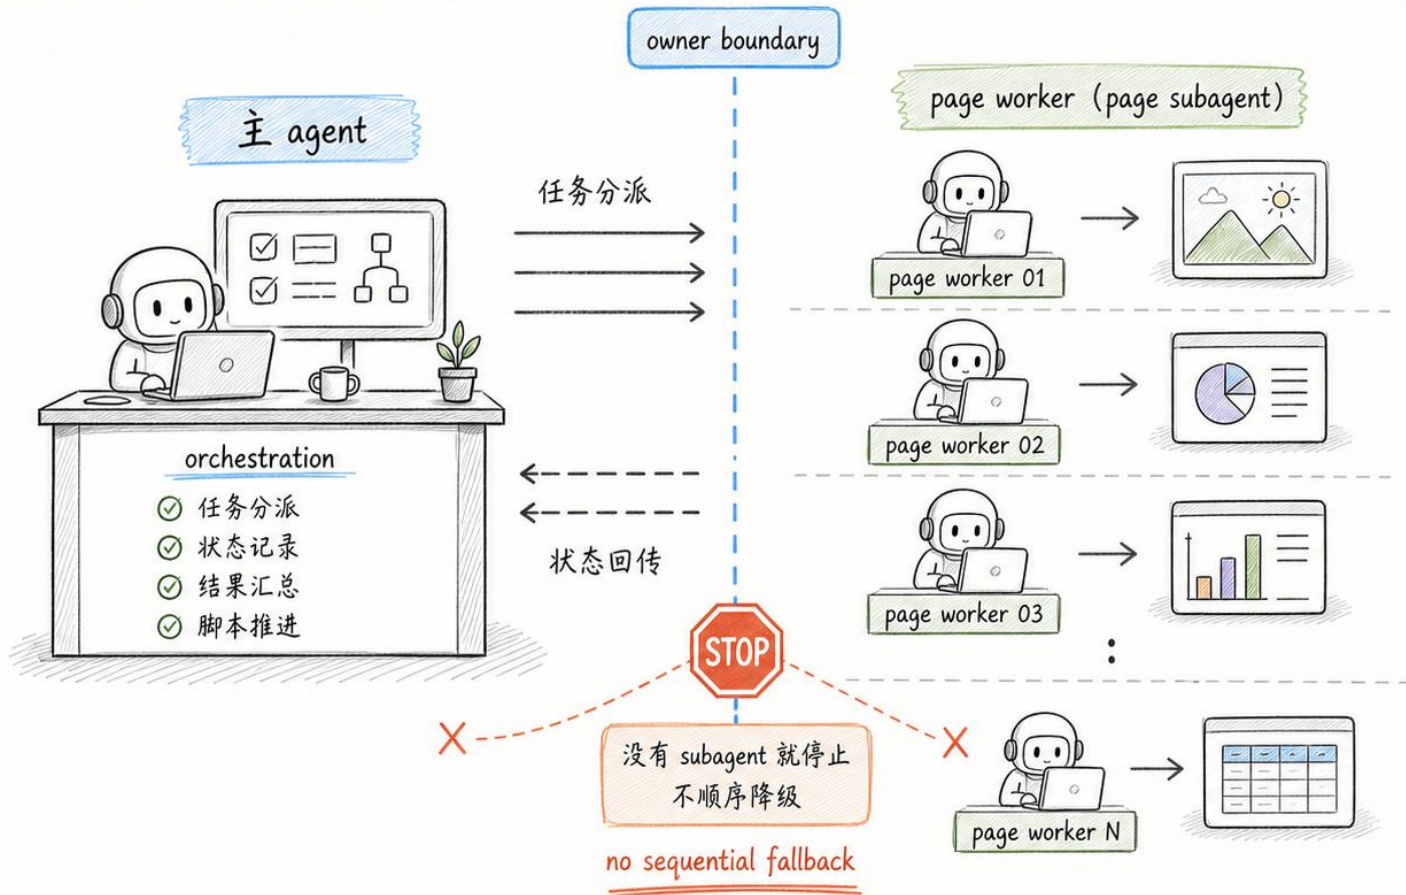 owner boundary
主 agent
page worker (page subagent)
任务分派
page worker 01
page worker 02
orchestration
任务分派
状态记录
结果汇总
脚本推进
状态回传
page worker 03
STOP
没有 subagent 就停止
不顺序降级
no sequential fallback
page worker N